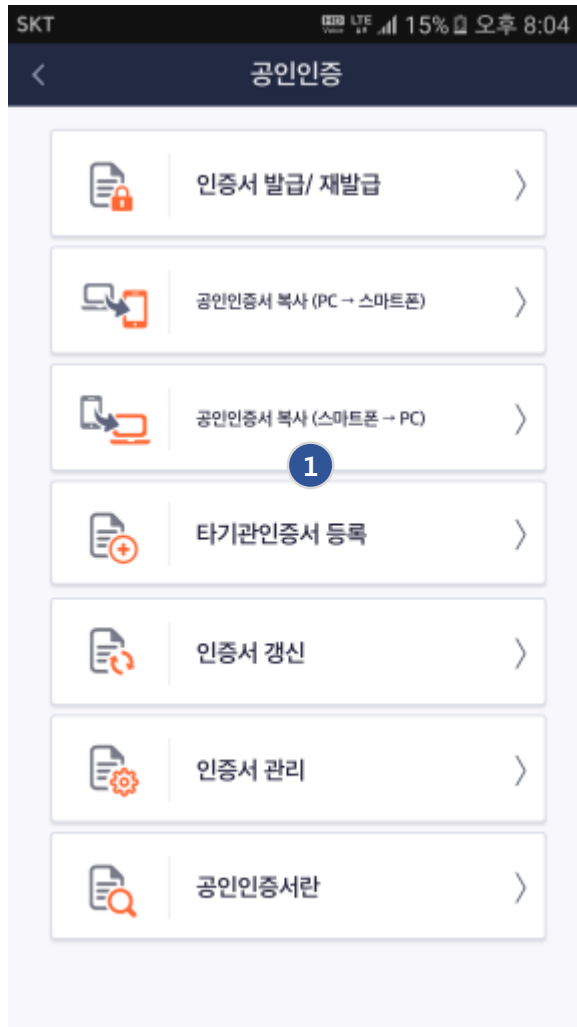 SKT
HD Voice LTE 15% 오후 8:04
공인인증
인증서 발급/ 재발급
공인인증서 복사 (PC → 스마트폰)
공인인증서 복사 (스마트폰 → PC)
1
타기관인증서 등록
인증서 갱신
인증서 관리
공인인증서란